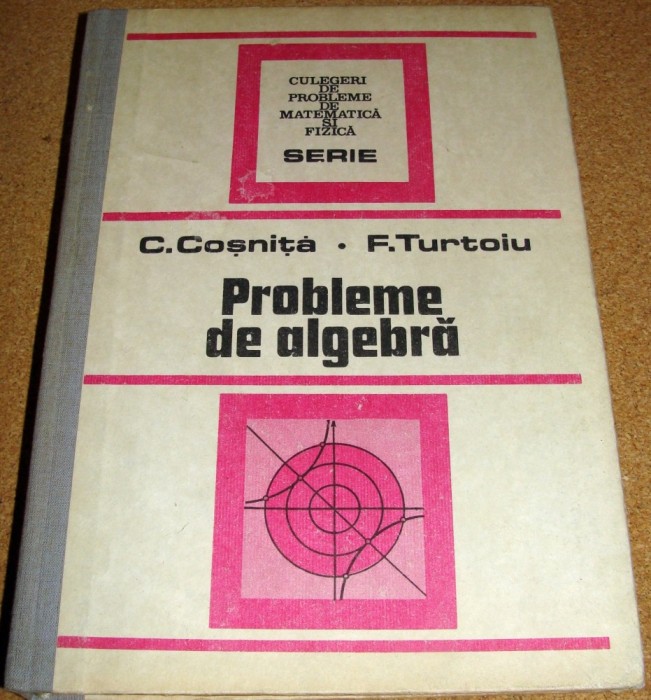 CULEGERI
DE
PROBLEME
DE
MATEMATICĂ
ȘI
FIZICĂ
SERIE
C.Coșniță • F.Turtoiu
Probleme
de algebră